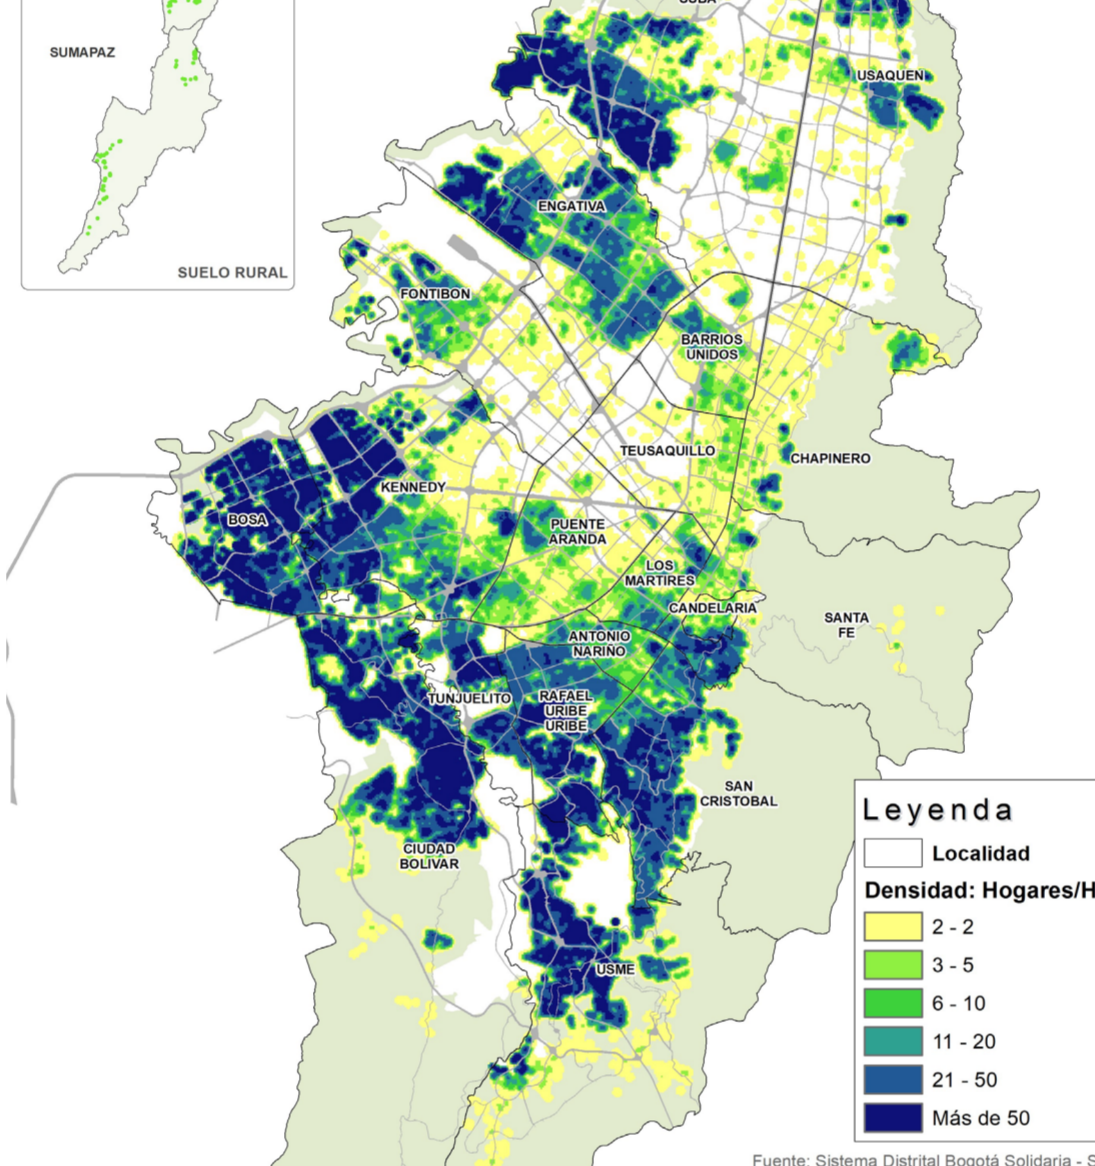 SUMAPAZ
SUELO RURAL
USAQUEN
ENGATIVA
FONTIBON
BARRIOS
UNIDOS
TEUSAQUILLO
CHAPINERO
KENNEDY
BOSA
PUENTE
ARANDA
LOS
MARTIRES
CANDELARIA
SANTA
FE
ANTONIO
NARIÑO
TUNJUELITO
RAFAEL
URIBE
URIBE
SAN
CRISTOBAL
CIUDAD
BOLIVAR
USME
Leyenda
Localidad
Densidad: Hogares/H
2 - 2
3 - 5
6 - 10
11 - 20
21 - 50
Más de 50
Fuente: Sistema Distrital Bogotá Solidaria - S